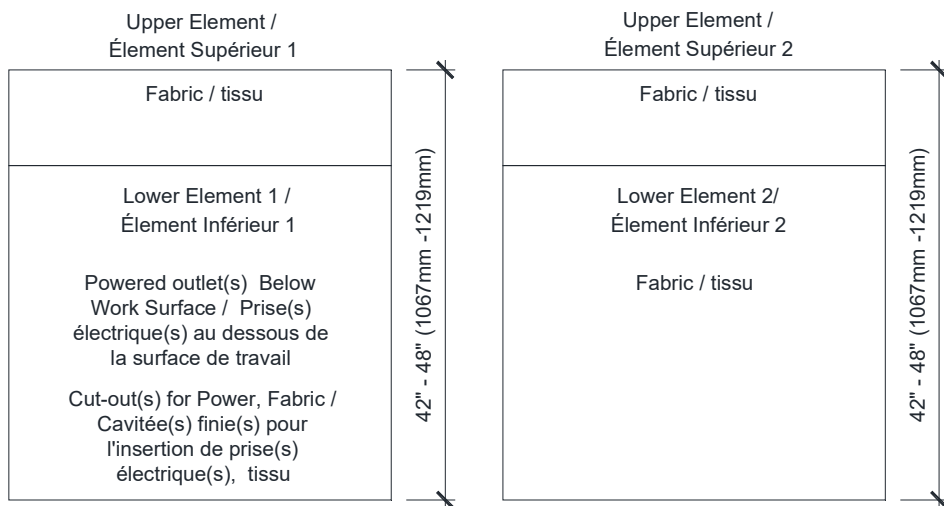 Upper Element /
Élement Supérieur 1
Fabric / tissu
Lower Element 1 /
Élement Inférieur 1
Powered outlet(s) Below
Work Surface / Prise(s)
électrique(s) au dessous de
la surface de travail
Cut-out(s) for Power, Fabric /
Cavitée(s) finie(s) pour
l'insertion de prise(s)
électrique(s), tissu
42" - 48" (1067mm -1219mm)
Upper Element /
Élement Supérieur 2
Fabric / tissu
Lower Element 2/
Élement Inférieur 2
Fabric / tissu
42" - 48" (1067mm -1219mm)